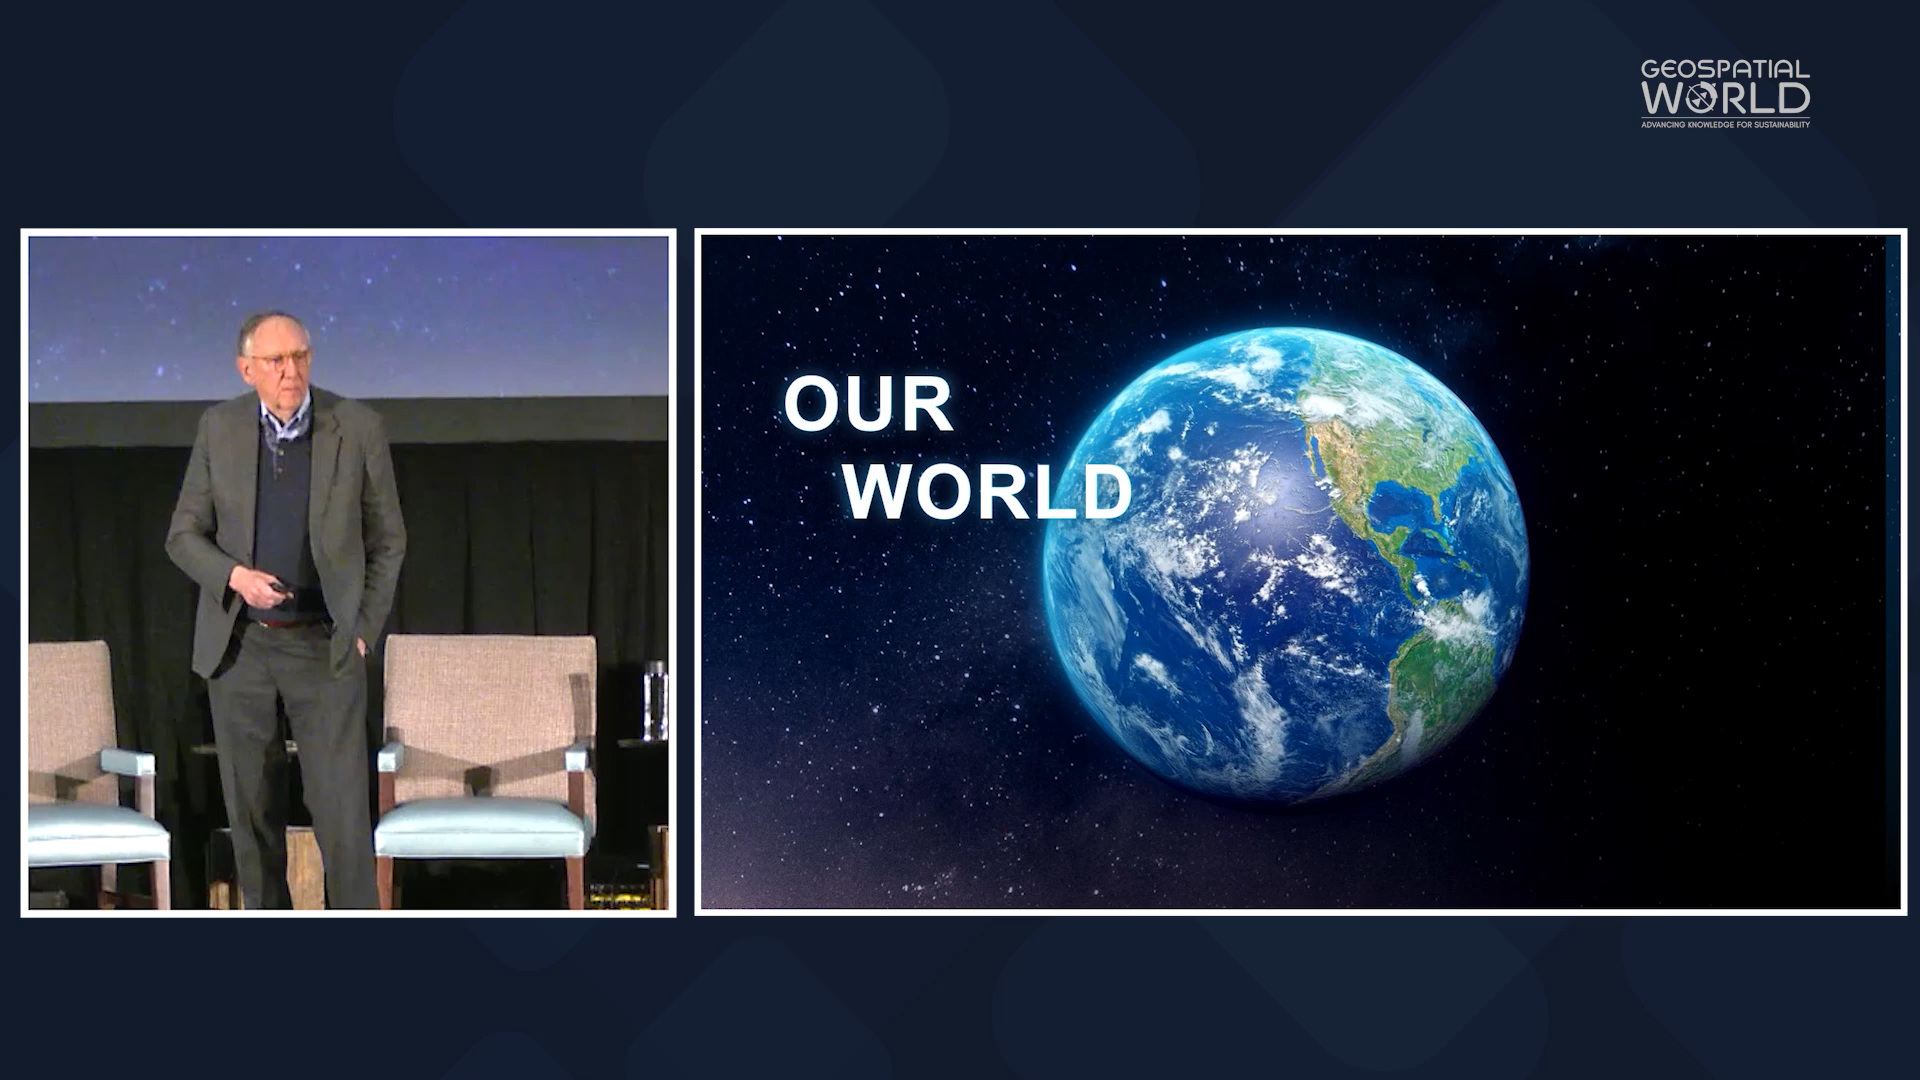 GEOSPATIAL
WORLD
ADVANCING KNOWLEDGE FOR SUSTAINABILITY
OUR
WORLD